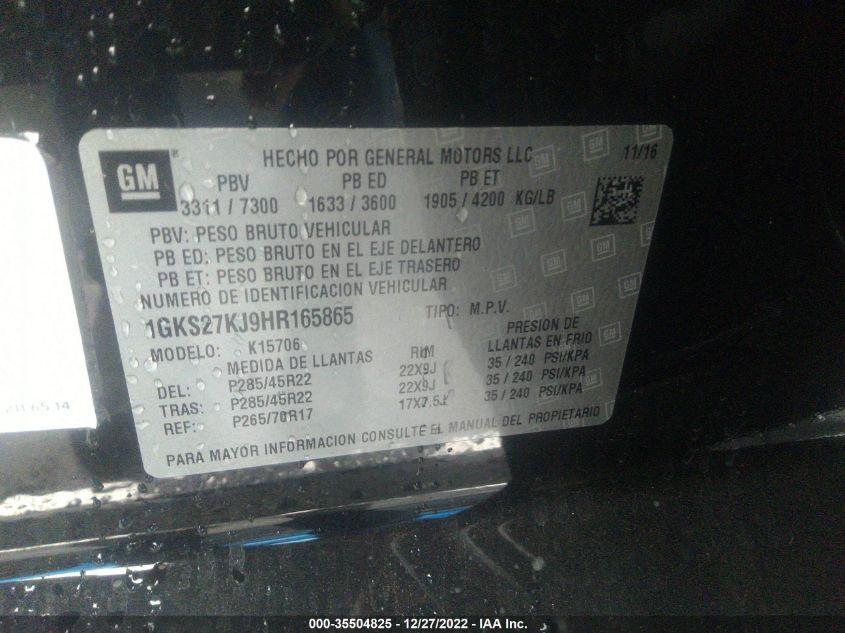 GM
HECHO POR GENERAL MOTORS LLC 11/16
PBV PB ED PB ET
3311 / 7300 1633 / 3600 1905 / 4200 KG/LB
PBV: PESO BRUTO VEHICULAR
PB ED: PESO BRUTO EN EL EJE DELANTERO
PB ET: PESO BRUTO EN EL EJE TRASERO
NUMERO DE IDENTIFICACION VEHICULAR
1GKS27KJ9HR165865 TIPO: M.P.V.
MODELO: K15706 PRESION DE
MEDIDA DE LLANTAS RIM LLANTAS EN FRIO
DEL: P285/45R22 22X9J 35 / 240 PSI/KPA
TRAS: P285/45R22 22X9J 35 / 240 PSI/KPA
REF: P265/70R17 17X7.5J 35 / 240 PSI/KPA
PARA MAYOR INFORMACION CONSULTE EL MANUAL DEL PROPIETARIO
000-35504825 - 12/27/2022 - IAA Inc.